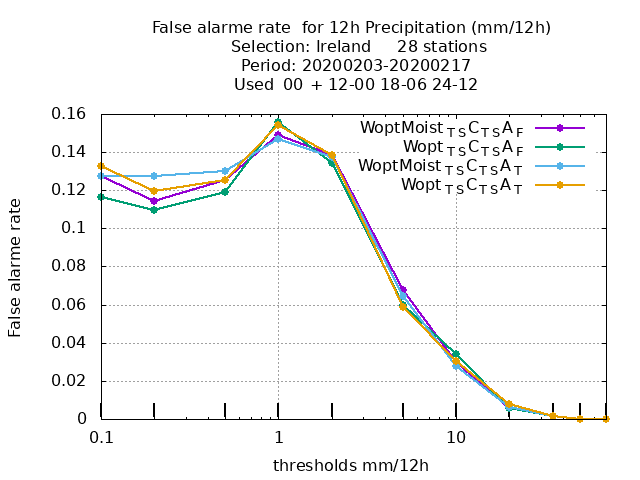 False alarme rate  for 12h Precipitation (mm/12h)
Selection: Ireland     28 stations
Period: 20200203-20200217
Used  00  + 12-00 18-06 24-12
WoptMoist TS C TS A F
Wopt TS C TS A F
WoptMoist TS C TS A T
Wopt TS C TS A T
0.16
0.14
0.12
0.1
0.08
0.06
0.04
0.02
0
False alarme rate
0.1
1
10
thresholds mm/12h